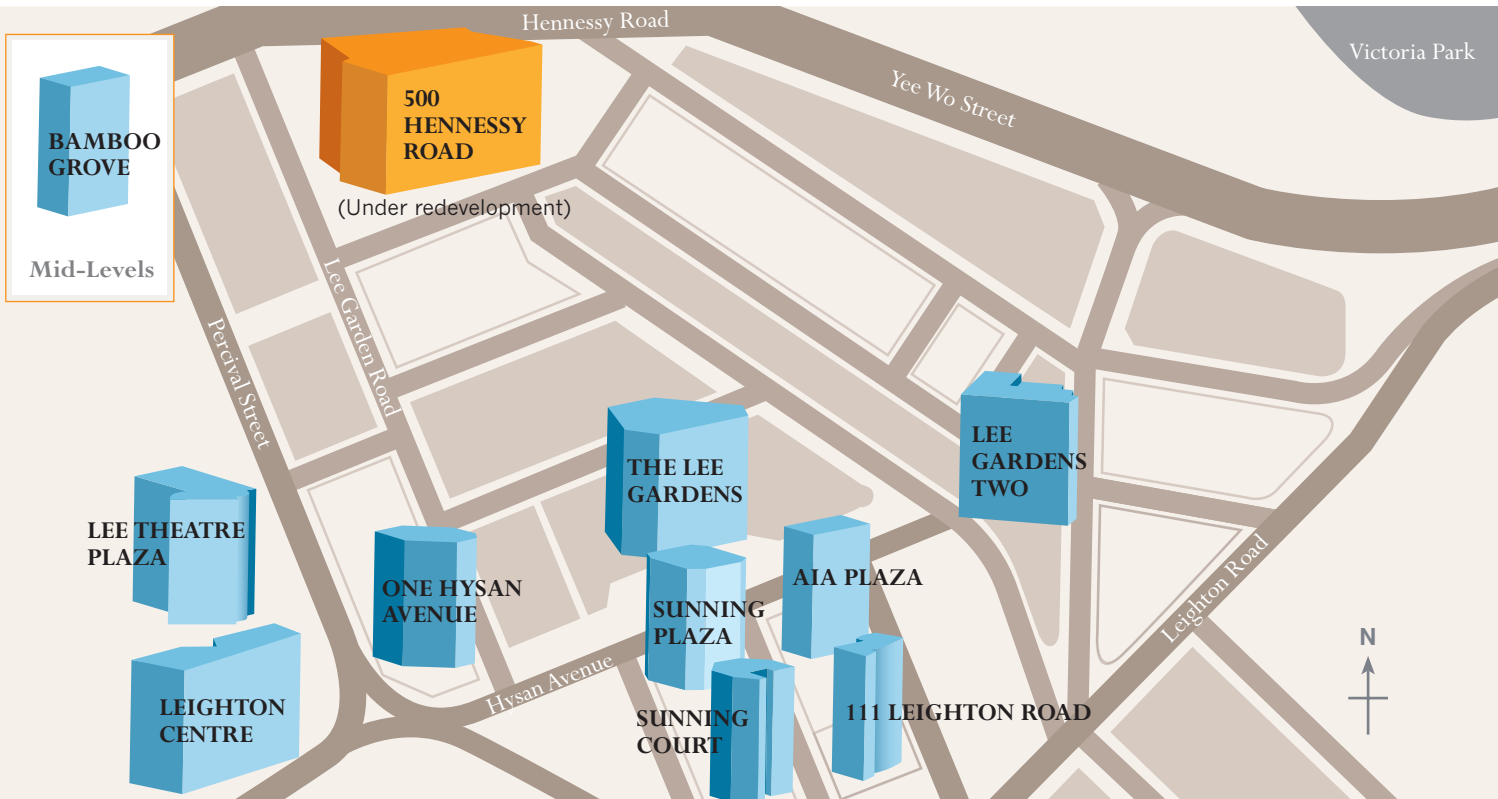 Hennessy Road
Victoria Park
Yee Wo Street
500
HENNESSY
ROAD
(Under redevelopment)
BAMBOO
GROVE
Mid-Levels
Lee Garden Road
Percival Street
LEE
GARDENS
TWO
THE LEE
GARDENS
LEE THEATRE
PLAZA
ONE HYSAN
AVENUE
AIA PLAZA
SUNNING
PLAZA
Leighton Road
N
Hysan Avenue
LEIGHTON
CENTRE
SUNNING
COURT
111 LEIGHTON ROAD